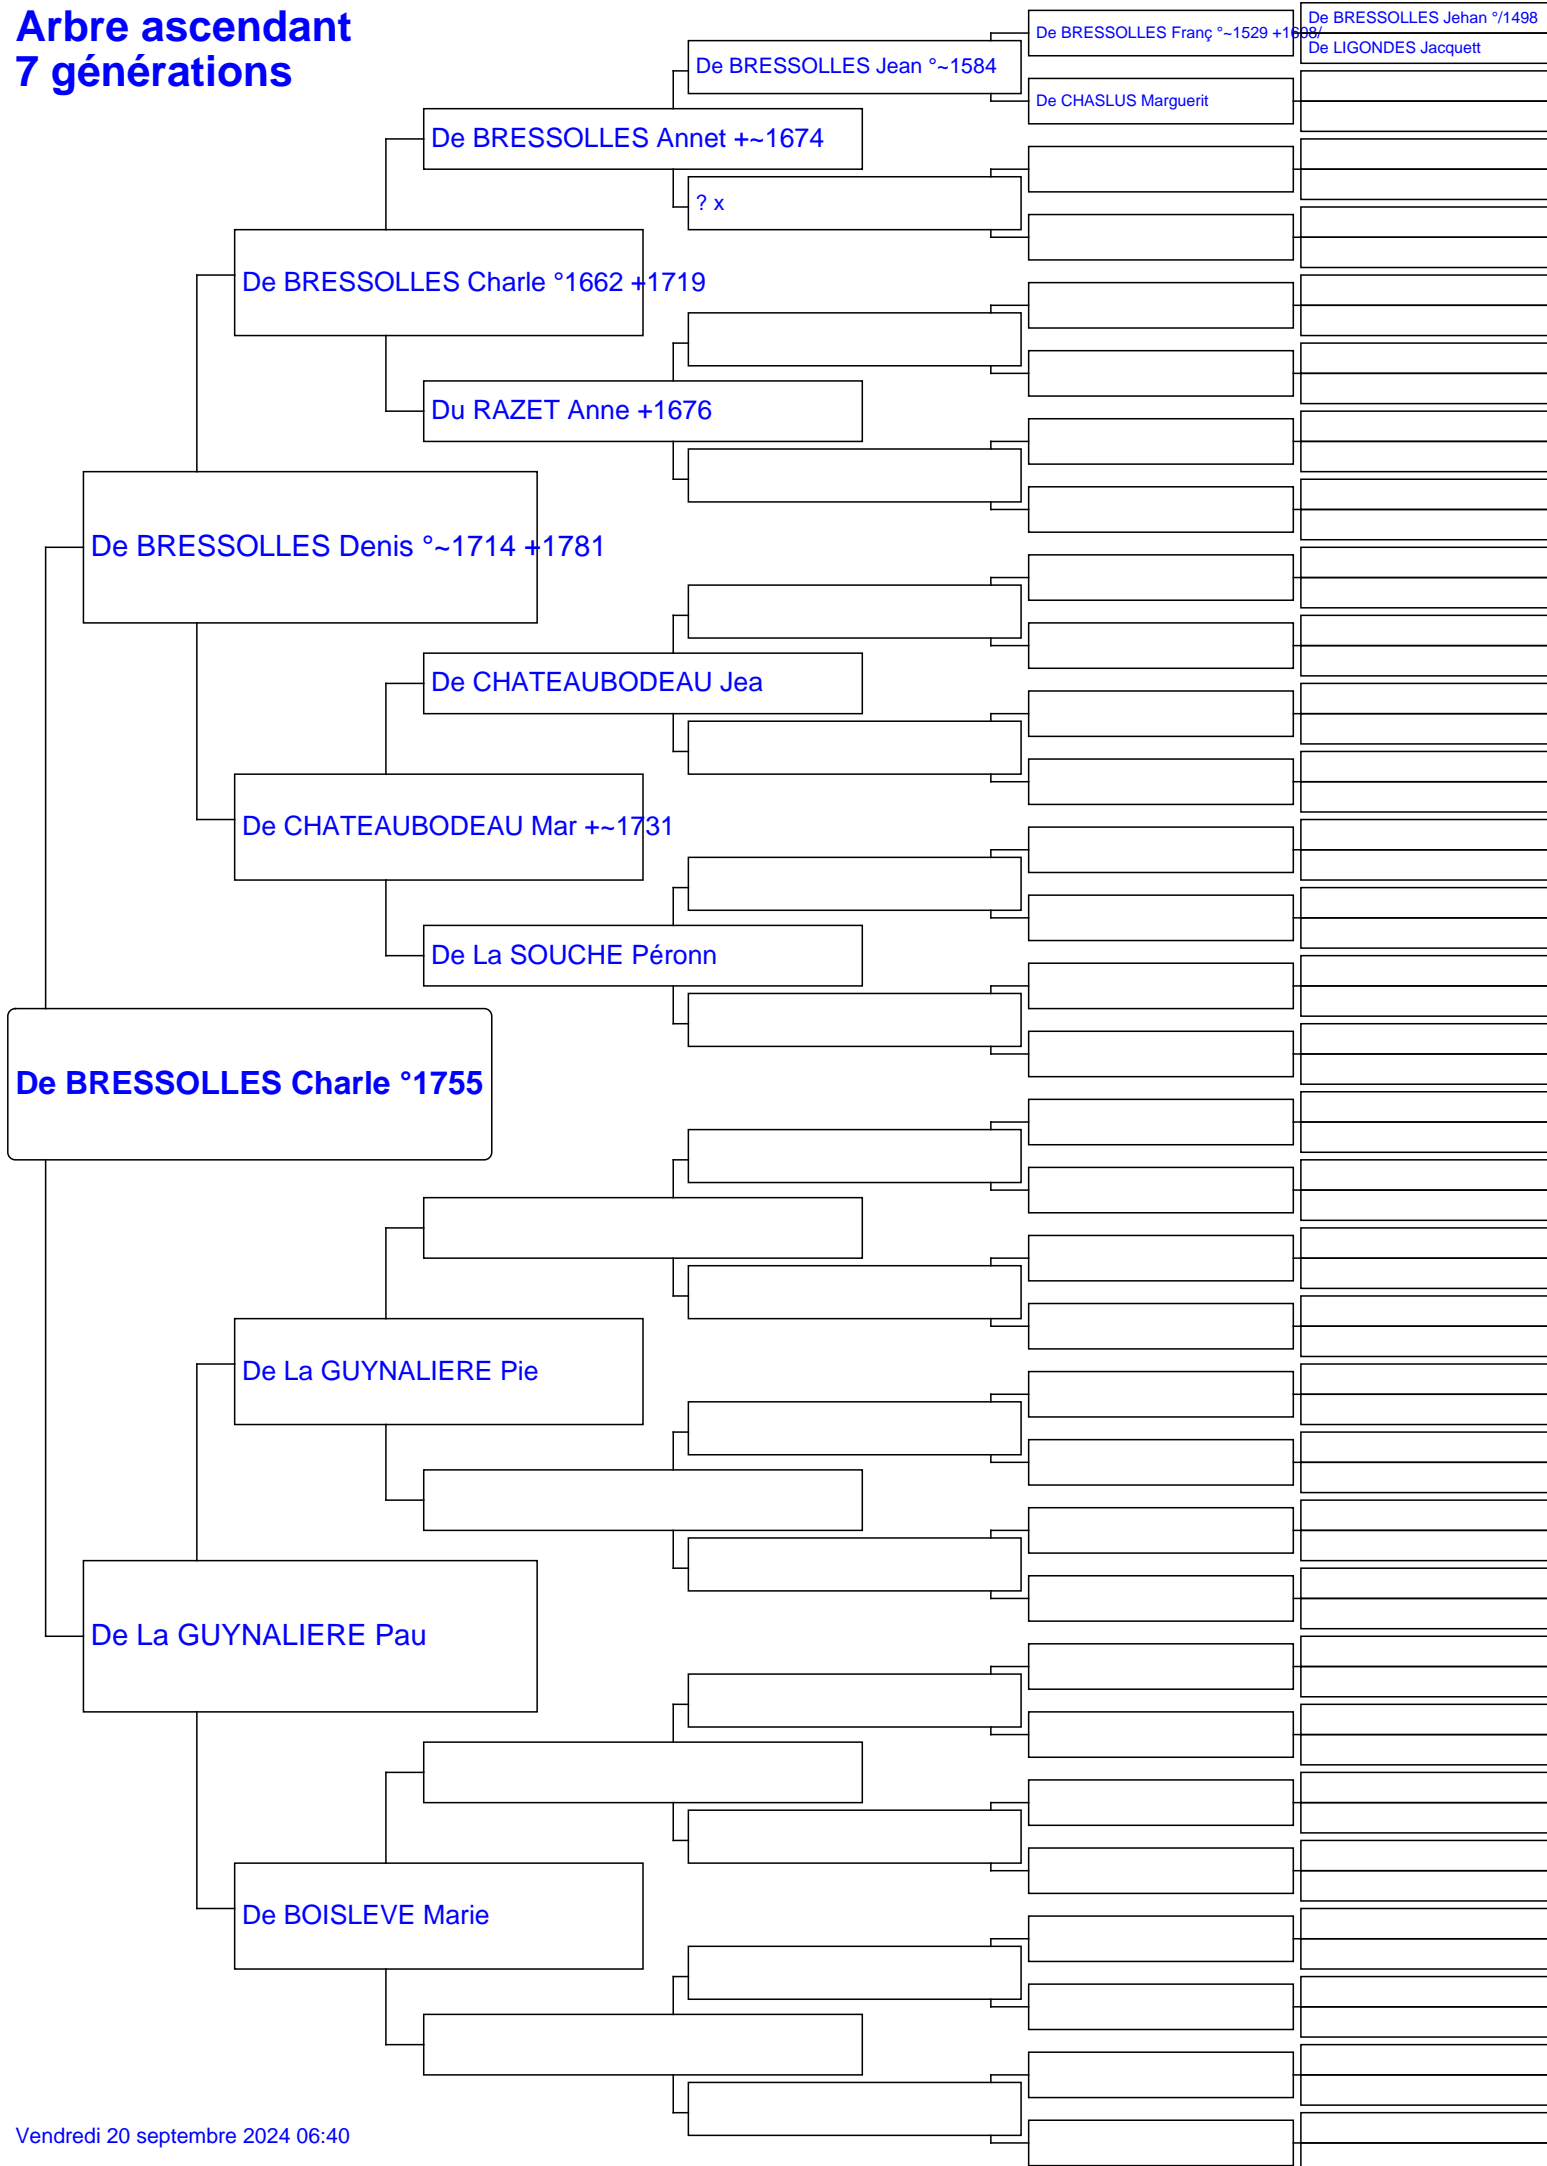 Arbre ascendant
7 générations
De BRESSOLLES Jehan °/1498
De BRESSOLLES Franç °~1529 +1608/
De LIGONDES Jacquett
De BRESSOLLES Jean °~1584
De CHASLUS Marguerit
De BRESSOLLES Annet +~1674
? x
De BRESSOLLES Charle °1662 +1719
Du RAZET Anne +1676
De BRESSOLLES Denis °~1714 +1781
De CHATEAUBODEAU Jea
De CHATEAUBODEAU Mar +~1731
De La SOUCHE Péronn
De BRESSOLLES Charle °1755
De La GUYNALIERE Pie
De La GUYNALIERE Pau
De BOISLEVE Marie
Vendredi 20 septembre 2024 06:40